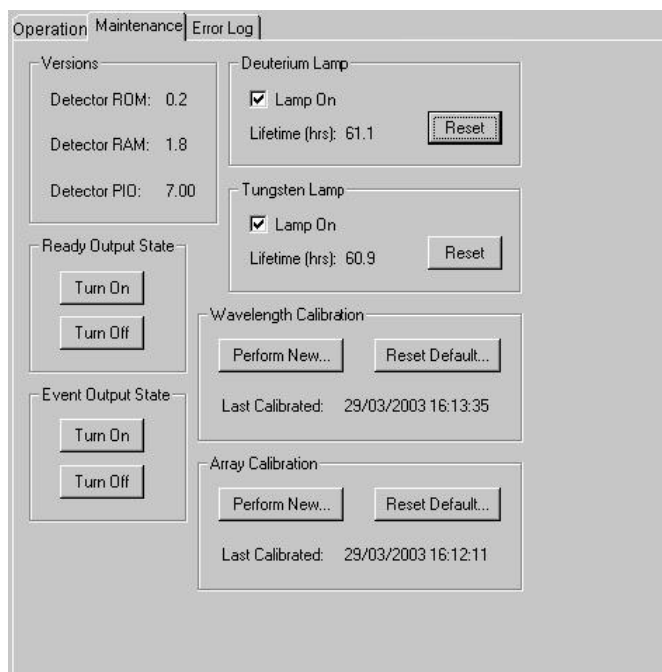 Operation Maintenance Error Log
Versions
Detector ROM: 0.2
Detector RAM: 1.8
Detector PIO: 7.00
Deuterium Lamp
Lamp On
Lifetime (hrs): 61.1 Reset
Tungsten Lamp
Lamp On
Lifetime (hrs): 60.9 Reset
Ready Output State
Turn On
Turn Off
Wavelength Calibration
Perform New... Reset Default...
Last Calibrated: 29/03/2003 16:13:35
Event Output State
Turn On
Turn Off
Array Calibration
Perform New... Reset Default...
Last Calibrated: 29/03/2003 16:12:11